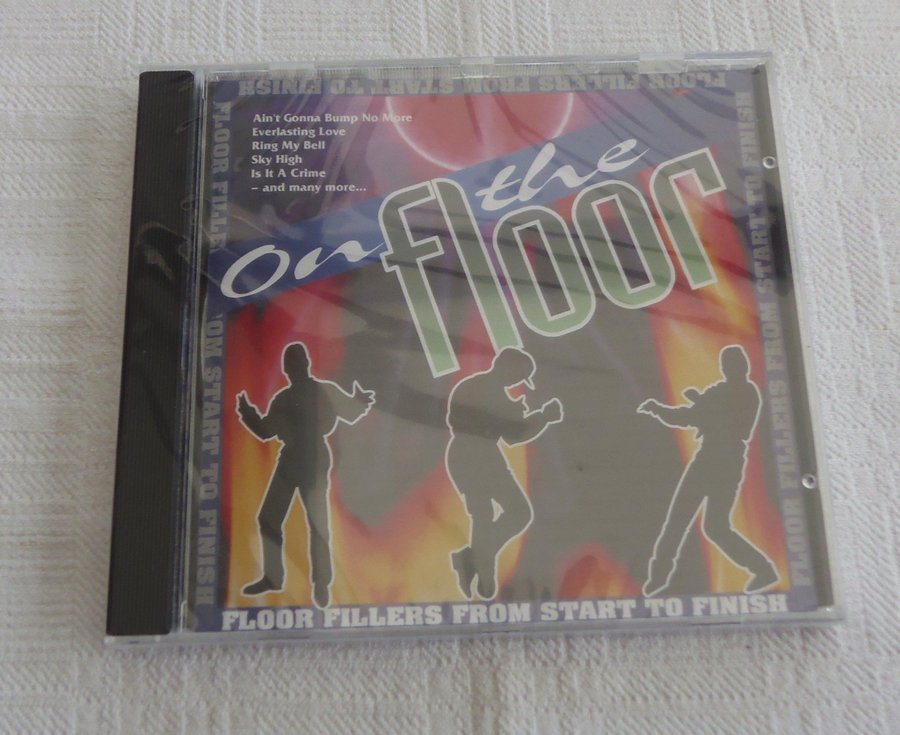 FLOOR FILLERS FROM START TO FINISH
Ain't Gonna Bump No More
Everlasting Love
Ring My Bell
Sky High
Is It A Crime
– and many more...
On the
floor
FLOOR FILLE OM START TO FINISH
FLOOR FILLERS FROM START TO FINISH
FLOOR FILLERS FROM START TO FINISH